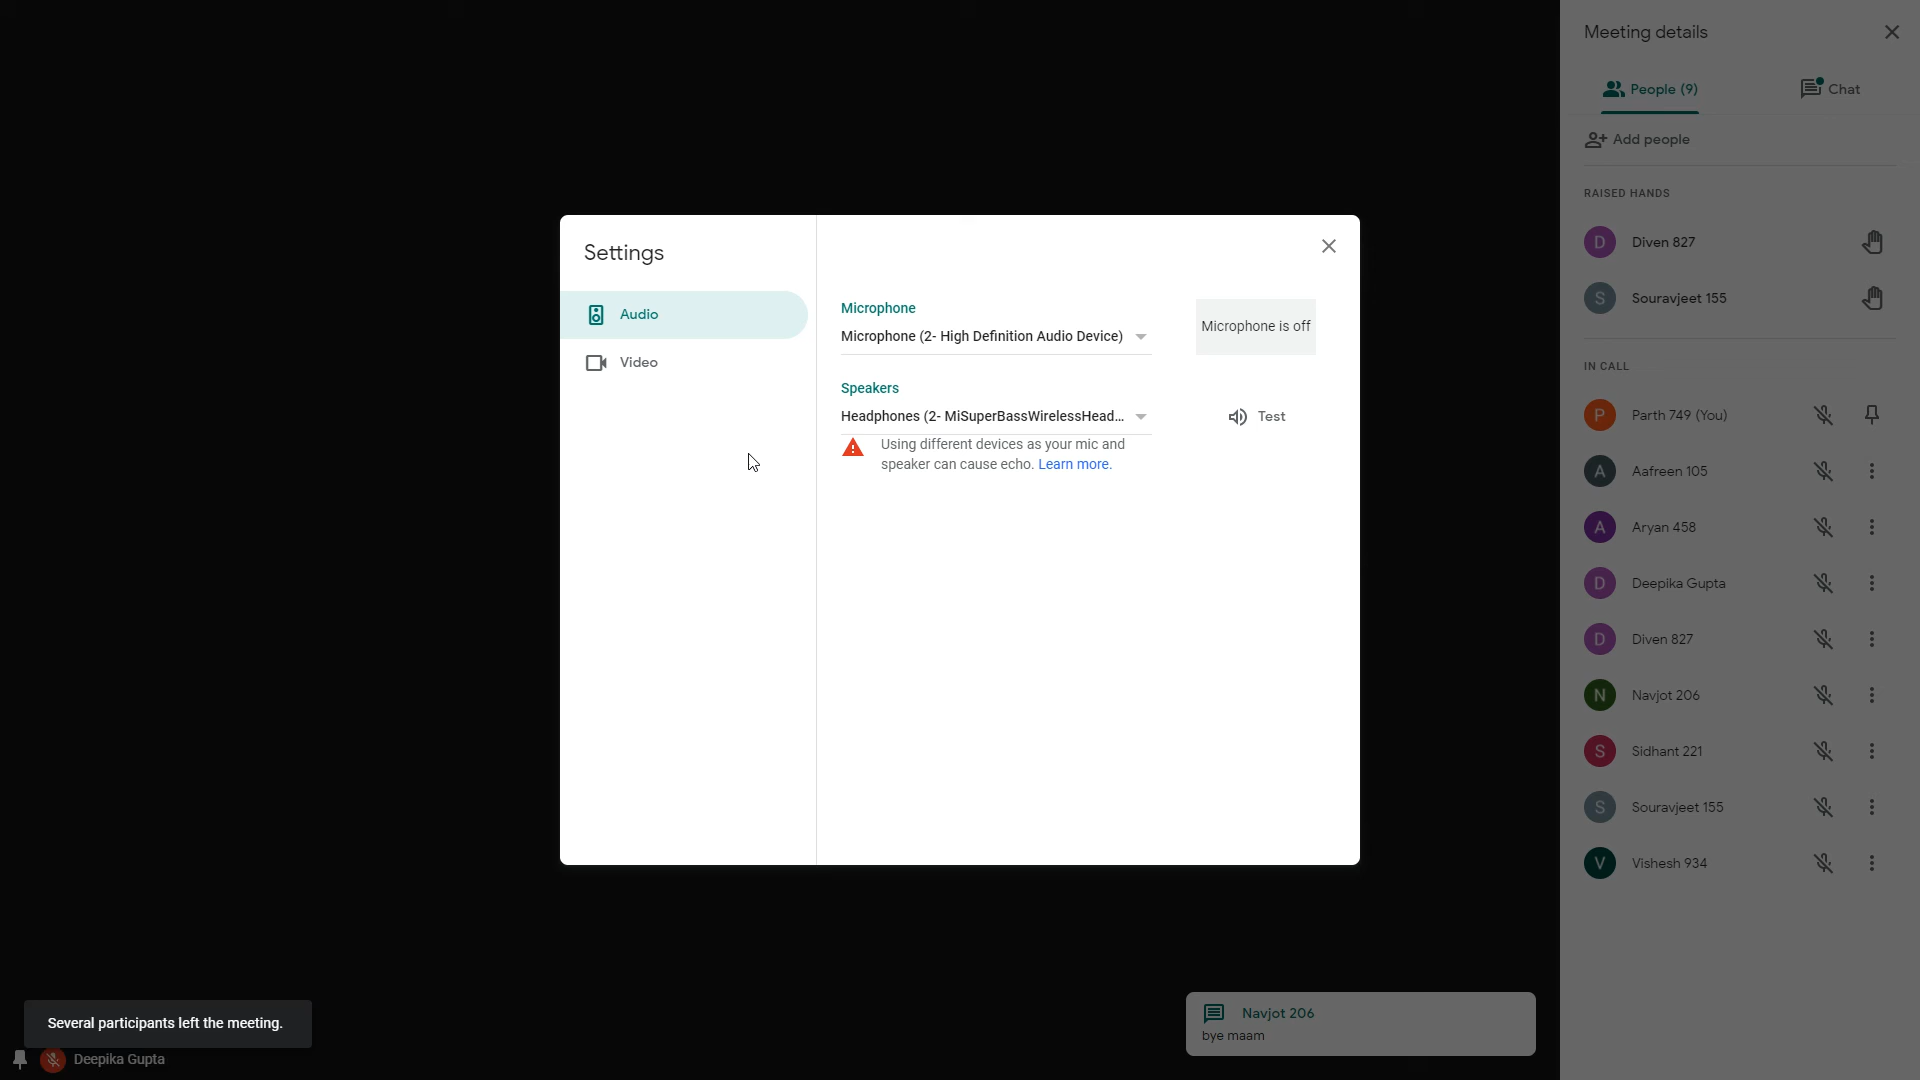 Meeting details
People (9)
Chat
Add people
RAISED HANDS
D Diven 827
S Souravjeet 155
IN CALL
P Parth 749 (You)
A Aafreen 105
A Aryan 458
D Deepika Gupta
D Diven 827
N Navjot 206
S Sidhant 221
S Souravjeet 155
V Vishesh 934
Settings
Audio
Video
Microphone
Microphone (2- High Definition Audio Device)
Microphone is off
Speakers
Headphones (2- MiSuperBassWirelessHead...
Test
Using different devices as your mic and
speaker can cause echo. Learn more.
Several participants left the meeting.
Deepika Gupta
Navjot 206
bye maam